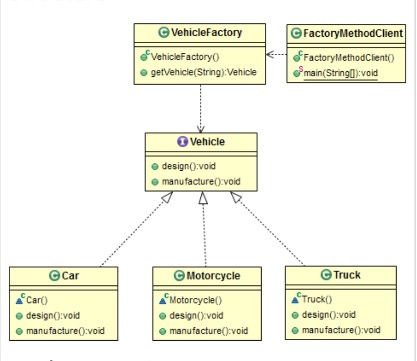 VehicleFactory
VehicleFactory()
getVehicle(String):Vehicle
FactoryMethodClient
FactoryMethodClient()
main(String[]):void
Vehicle
design():void
manufacture():void
Car
Car()
design():void
manufacture():void
Motorcycle
Motorcycle()
design():void
manufacture():void
Truck
Truck()
design():void
manufacture():void